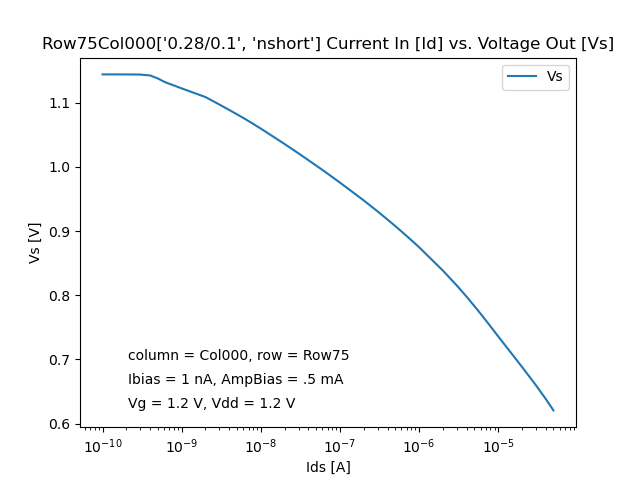 Row75Col000['0.28/0.1', 'nshort'] Current In [Id] vs. Voltage Out [Vs]
Vs
1.1
1.0
0.9
0.8
0.7
0.6
Vs [V]
column = Col000, row = Row75
Ibias = 1 nA, AmpBias = .5 mA
Vg = 1.2 V, Vdd = 1.2 V
10⁻¹⁰ 10⁻⁹ 10⁻⁸ 10⁻⁷ 10⁻⁶ 10⁻⁵
Ids [A]